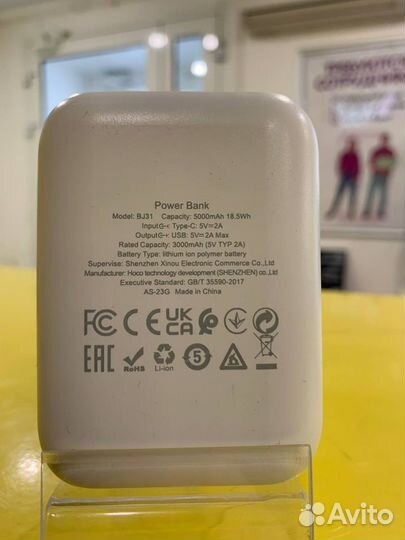 ТРЕБУЮТСЯ
СОТРУДНИКИ
Power Bank
Model: BJ31 Capacity: 5000mAh 18.5Wh
Input Type-C: 5V⎓2A
Output USB: 5V⎓2A Max
Rated Capacity: 3000mAh (5V TYP 2A)
Battery Type: lithium ion polymer battery
Supervise: Shenzhen Xinou Electronic Commerce Co.,Ltd
Manufacturer: Hoco technology development (SHENZHEN) co.,Ltd
Executive Standard: GB/T 35590-2017
AS-23G Made in China
FC CE UK CA
EAC RoHS Li-ion 5
Avito